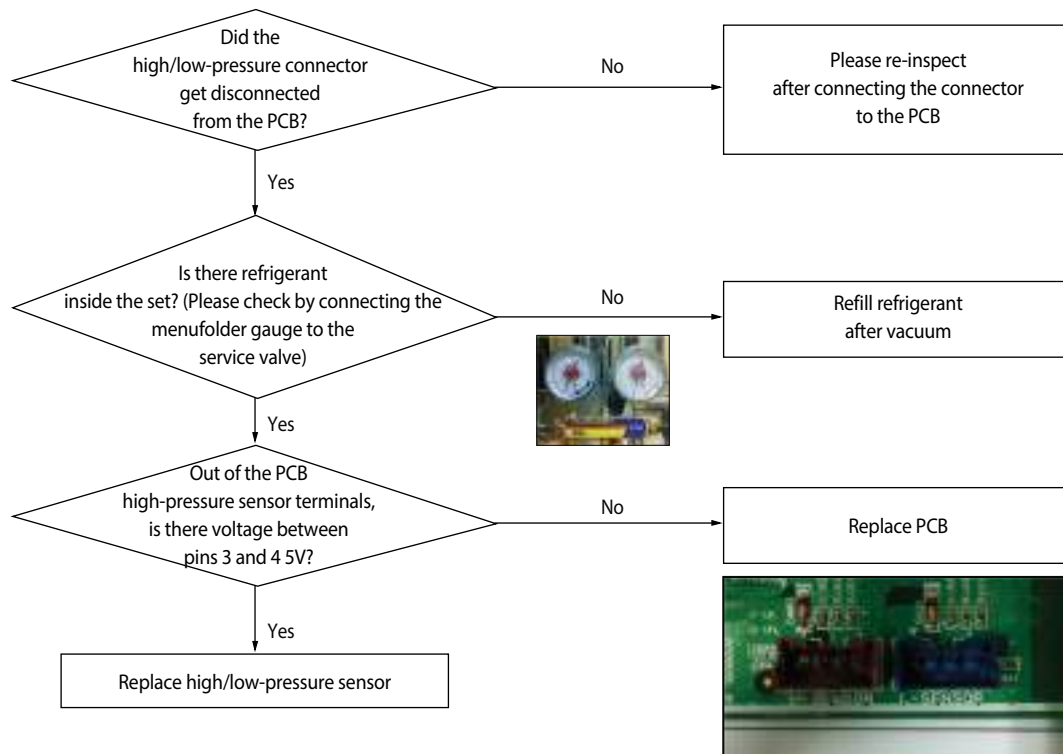 Did the
high/low-pressure connector
get disconnected
from the PCB?
No
Please re-inspect
after connecting the connector
to the PCB
Yes
Is there refrigerant
inside the set? (Please check by connecting the
menufolder gauge to the
service valve)
No
Refill refrigerant
after vacuum
Yes
Out of the PCB
high-pressure sensor terminals,
is there voltage between
pins 3 and 4 5V?
No
Replace PCB
Yes
Replace high/low-pressure sensor